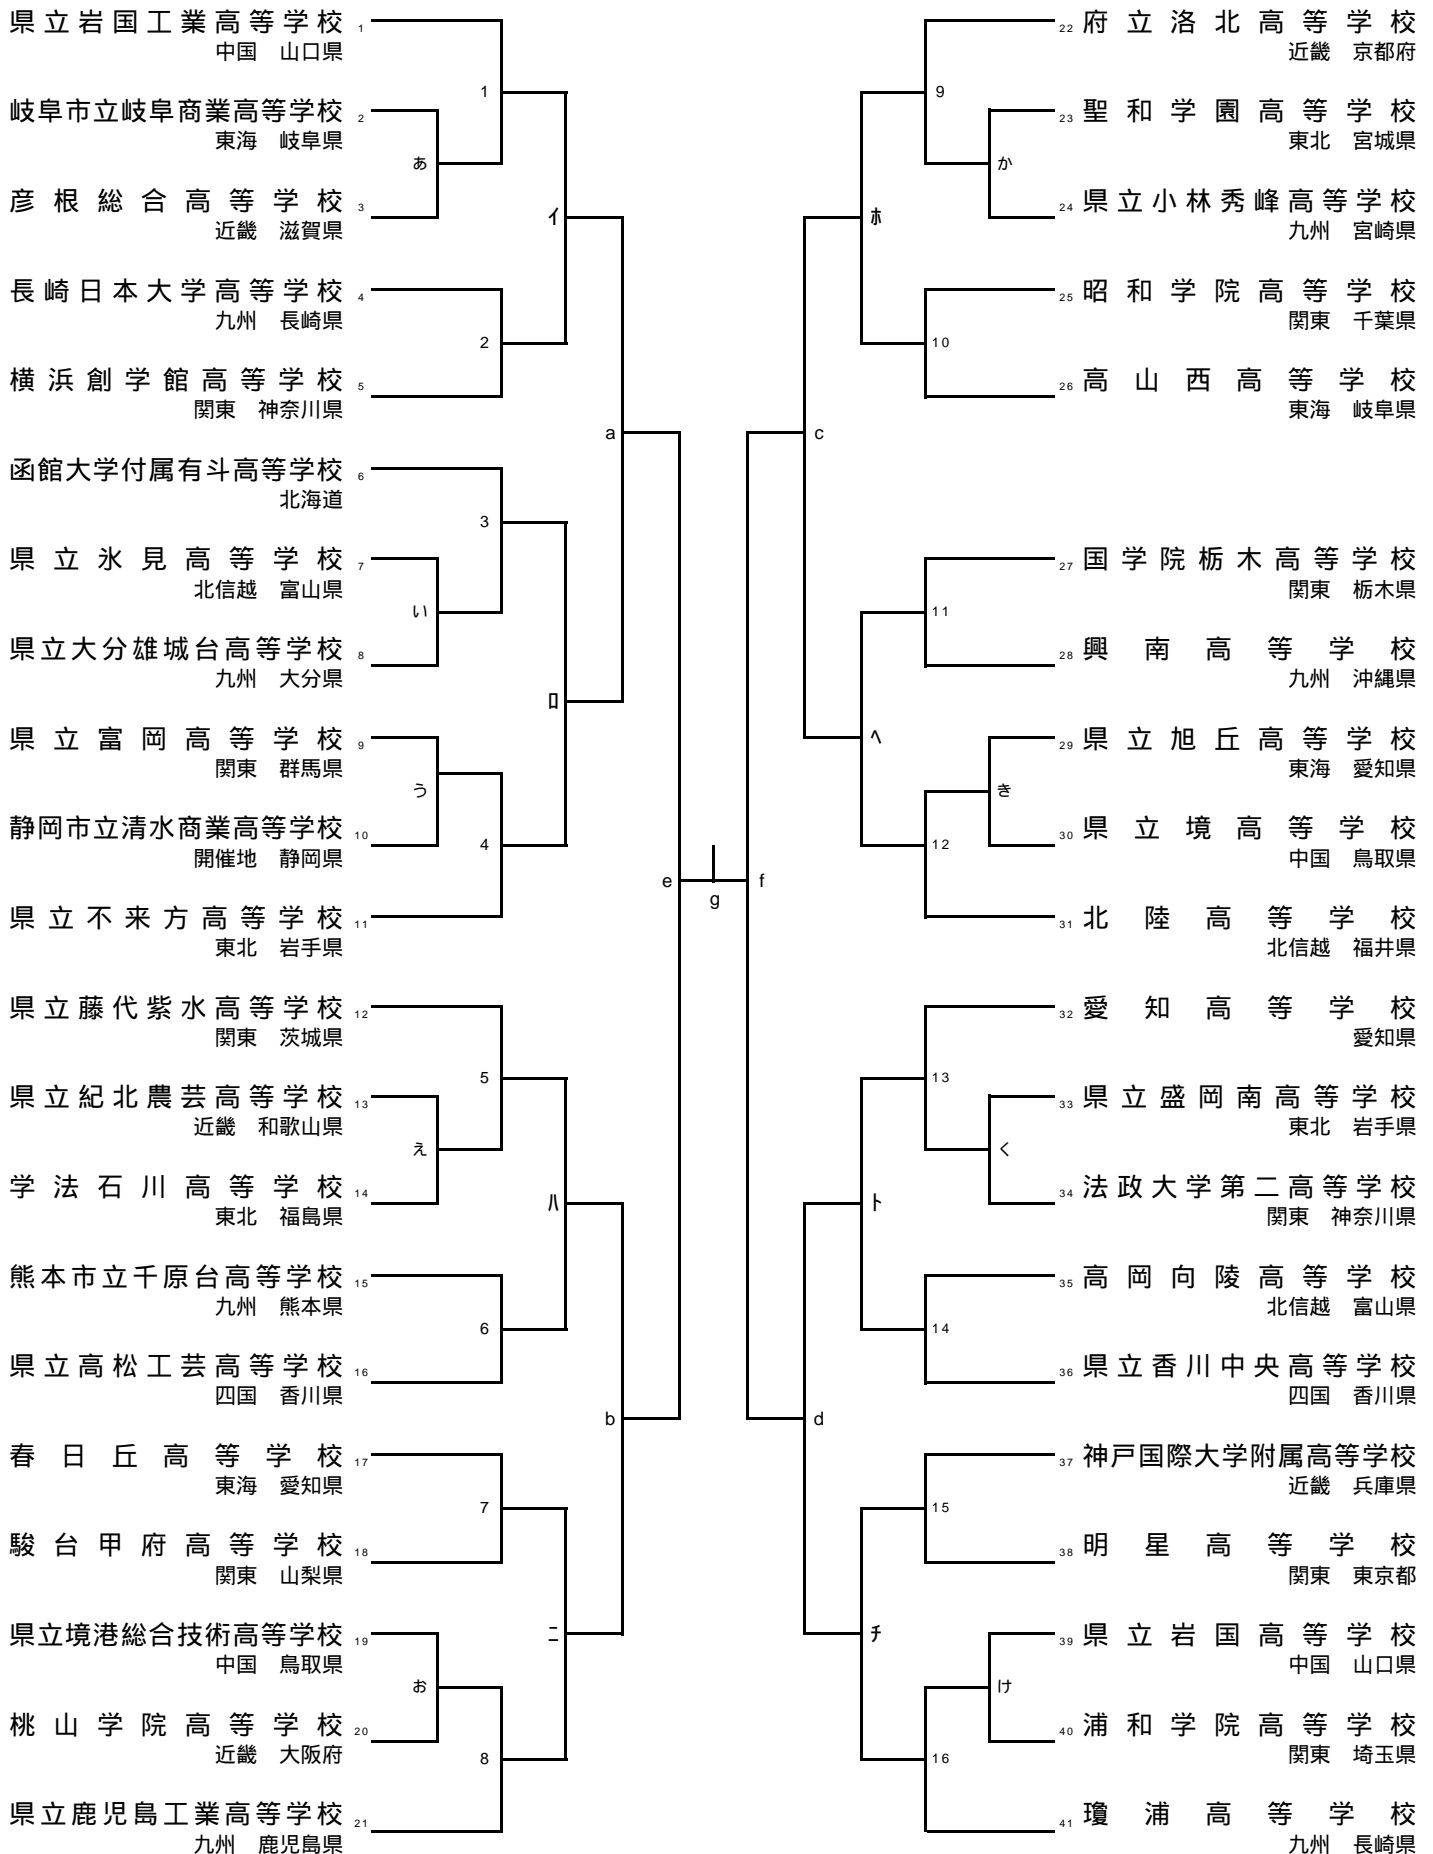 県立岩国工業高等学校 1
中国 山口県
岐阜市立岐阜商業高等学校 2
東海 岐阜県
彦根総合高等学校 3
近畿 滋賀県
長崎日本大学高等学校 4
九州 長崎県
横浜創学館高等学校 5
関東 神奈川県
函館大学付属有斗高等学校 6
北海道
県立氷見高等学校 7
北信越 富山県
県立大分雄城台高等学校 8
九州 大分県
県立富岡高等学校 9
関東 群馬県
静岡市立清水商業高等学校 10
開催地 静岡県
県立不来方高等学校 11
東北 岩手県
県立藤代紫水高等学校 12
関東 茨城県
県立紀北農芸高等学校 13
近畿 和歌山県
学法石川高等学校 14
東北 福島県
熊本市立千原台高等学校 15
九州 熊本県
県立高松工芸高等学校 16
四国 香川県
春日丘高等学校 17
東海 愛知県
駿台甲府高等学校 18
関東 山梨県
県立境港総合技術高等学校 19
中国 鳥取県
桃山学院高等学校 20
近畿 大阪府
県立鹿児島工業高等学校 21
九州 鹿児島県
あ
い
う
え
お
1
2
3
4
5
6
7
8
イ
ロ
ハ
ニ
a
b
e
g
f
c
d
ホ
ヘ
ト
チ
9
10
11
12
13
14
15
16
か
き
く
け
22 府立洛北高等学校
近畿 京都府
23 聖和学園高等学校
東北 宮城県
24 県立小林秀峰高等学校
九州 宮崎県
25 昭和学院高等学校
関東 千葉県
26 高山西高等学校
東海 岐阜県
27 国学院栃木高等学校
関東 栃木県
28 興南高等学校
九州 沖縄県
29 県立旭丘高等学校
東海 愛知県
30 県立境高等学校
中国 鳥取県
31 北陸高等学校
北信越 福井県
32 愛知高等学校
愛知県
33 県立盛岡南高等学校
東北 岩手県
34 法政大学第二高等学校
関東 神奈川県
35 高岡向陵高等学校
北信越 富山県
36 県立香川中央高等学校
四国 香川県
37 神戸国際大学附属高等学校
近畿 兵庫県
38 明星高等学校
関東 東京都
39 県立岩国高等学校
中国 山口県
40 浦和学院高等学校
関東 埼玉県
41 瓊浦高等学校
九州 長崎県